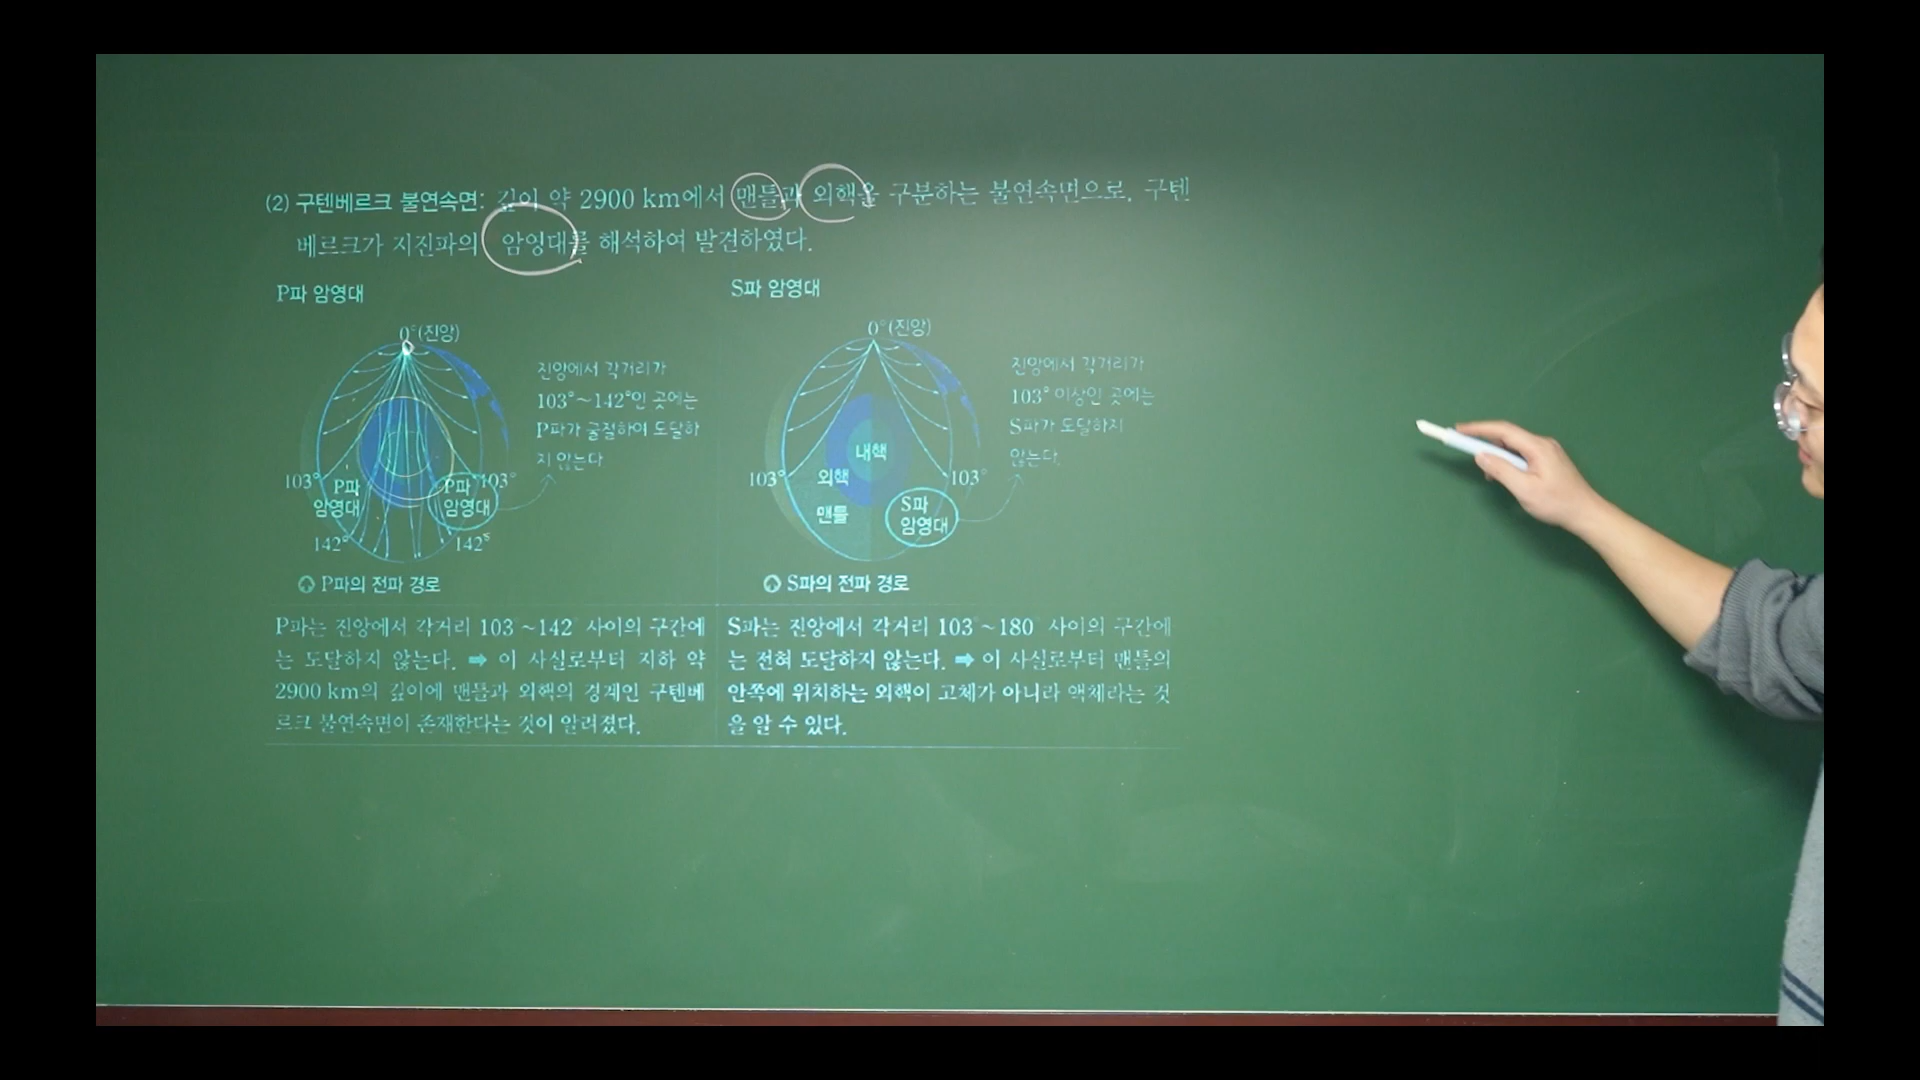 (2) 구텐베르크 불연속면: 깊이 약 2900 km에서 맨틀과 외핵을 구분하는 불연속면으로, 구텐
베르크가 지진파의 암영대를 해석하여 발견하였다.
P파 암영대
0°(진앙)
진앙에서 각거리가
103°~142°인 곳에는
P파가 굴절하여 도달하
지 않는다
103°
P파
암영대
P파
암영대
103°
142°
142°
P파의 전파 경로
P파는 진앙에서 각거리 103°~142° 사이의 구간에
는 도달하지 않는다. ➡ 이 사실로부터 지하 약
2900 km의 깊이에 맨틀과 외핵의 경계인 구텐베
르크 불연속면이 존재한다는 것이 알려졌다.
S파 암영대
0°(진앙)
진앙에서 각거리가
103° 이상인 곳에는
S파가 도달하지
않는다.
내핵
외핵
맨틀
103°
103°
S파
암영대
S파의 전파 경로
S파는 진앙에서 각거리 103°~180° 사이의 구간에
는 전혀 도달하지 않는다. ➡ 이 사실로부터 맨틀의
안쪽에 위치하는 외핵이 고체가 아니라 액체라는 것
을 알 수 있다.